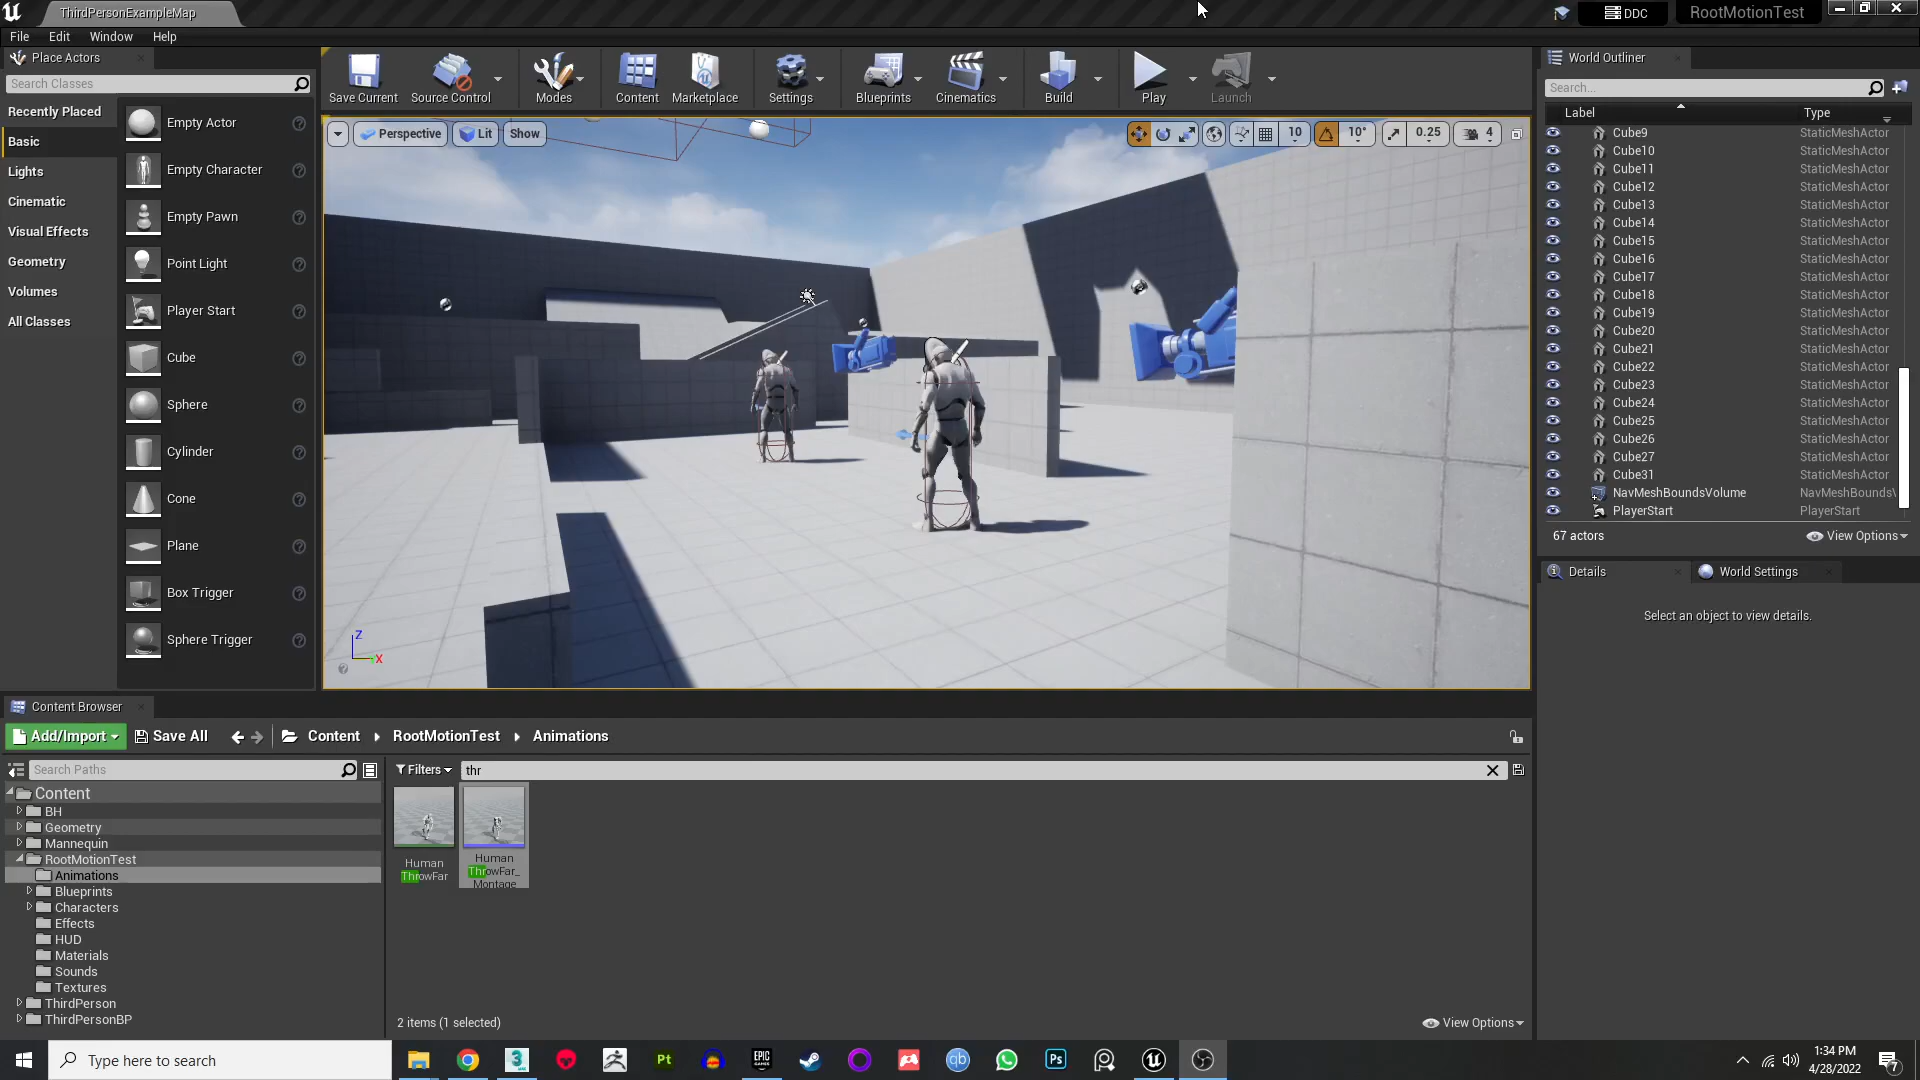 ThirdPersonExampleMap
DDC
RootMotionTest
File Edit Window Help
Place Actors
Search Classes
Recently Placed
Basic
Lights
Cinematic
Visual Effects
Geometry
Volumes
All Classes
Empty Actor
Empty Character
Empty Pawn
Point Light
Player Start
Cube
Sphere
Cylinder
Cone
Plane
Box Trigger
Sphere Trigger
Save Current
Source Control
Modes
Content
Marketplace
Settings
Blueprints
Cinematics
Build
Play
Launch
Perspective
Lit
Show
10
10°
0.25
4
Z
X
World Outliner
Search...
Label Type
Cube9 StaticMeshActor
Cube10 StaticMeshActor
Cube11 StaticMeshActor
Cube12 StaticMeshActor
Cube13 StaticMeshActor
Cube14 StaticMeshActor
Cube15 StaticMeshActor
Cube16 StaticMeshActor
Cube17 StaticMeshActor
Cube18 StaticMeshActor
Cube19 StaticMeshActor
Cube20 StaticMeshActor
Cube21 StaticMeshActor
Cube22 StaticMeshActor
Cube23 StaticMeshActor
Cube24 StaticMeshActor
Cube25 StaticMeshActor
Cube26 StaticMeshActor
Cube27 StaticMeshActor
Cube31 StaticMeshActor
NavMeshBoundsVolume NavMeshBounds
PlayerStart PlayerStart
67 actors
View Options
Details
World Settings
Select an object to view details.
Content Browser
Add/Import
Save All
Content RootMotionTest Animations
Search Paths
Filters
thr
Content
BH
Geometry
Mannequin
RootMotionTest
Animations
Blueprints
Characters
Effects
HUD
Materials
Sounds
Textures
ThirdPerson
ThirdPersonBP
Human
ThrowFar
Human
ThrowFar_
Montage
2 items (1 selected)
View Options
Type here to search
Pt
EPIC
GAMES
qb
Ps
1:34 PM
4/28/2022
7